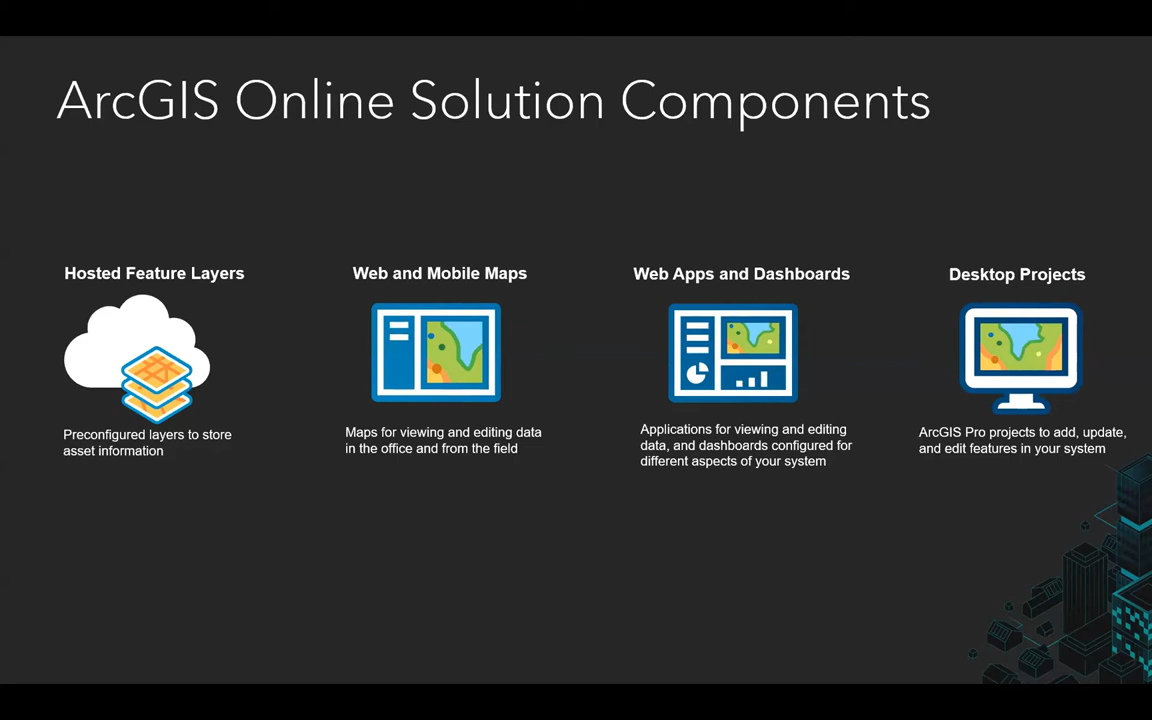 ArcGIS Online Solution Components
Hosted Feature Layers
Preconfigured layers to store
asset information
Web and Mobile Maps
Maps for viewing and editing data
in the office and from the field
Web Apps and Dashboards
Applications for viewing and editing
data, and dashboards configured for
different aspects of your system
Desktop Projects
ArcGIS Pro projects to add, update,
and edit features in your system